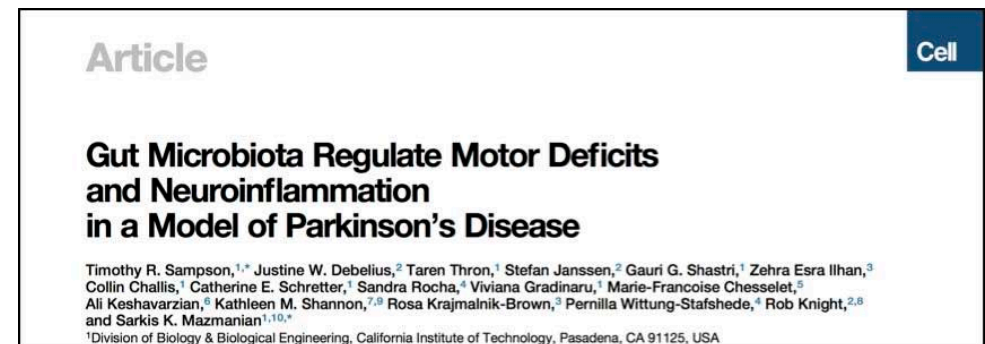 Article
Cell
Gut Microbiota Regulate Motor Deficits
and Neuroinflammation
in a Model of Parkinson’s Disease
Timothy R. Sampson,1,* Justine W. Debelius,2 Taren Thron,1 Stefan Janssen,2 Gauri G. Shastri,1 Zehra Esra Ilhan,3
Collin Challis,1 Catherine E. Schretter,1 Sandra Rocha,4 Viviana Gradinaru,1 Marie-Francoise Chesselet,5
Ali Keshavarzian,6 Kathleen M. Shannon,7,9 Rosa Krajmalnik-Brown,3 Pernilla Wittung-Stafshede,4 Rob Knight,2,8
and Sarkis K. Mazmanian1,10,*
1Division of Biology & Biological Engineering, California Institute of Technology, Pasadena, CA 91125, USA